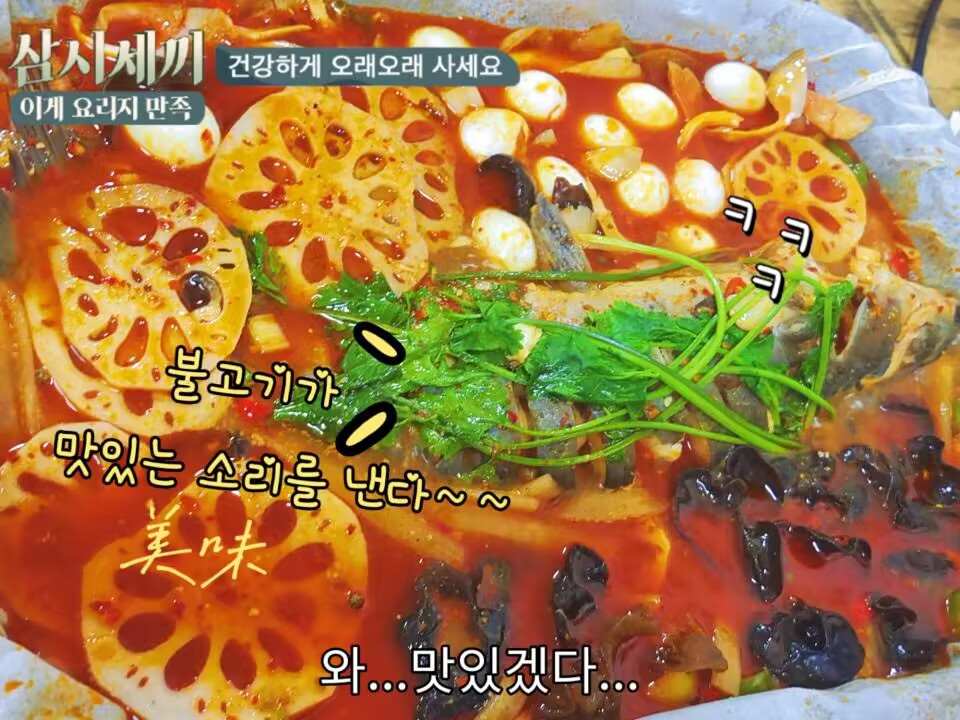 삼시세끼
건강하게 오래오래 사세요
이게 요리지 만족
ㅋ ㅋ
ㅋ
불고기가
맛있는 소리를 낸다~~
美味
와...맛있겠다...